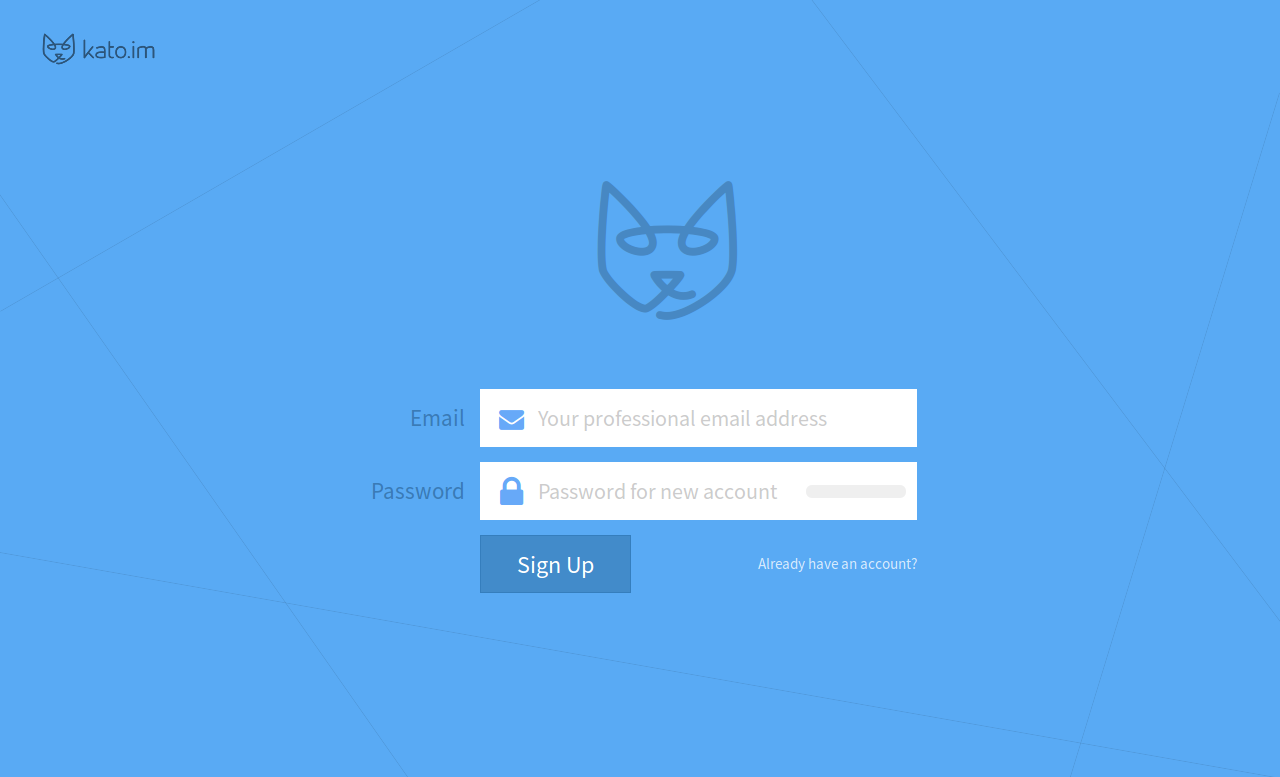 kato.im
Email
Your professional email address
Password
Password for new account
Sign Up
Already have an account?